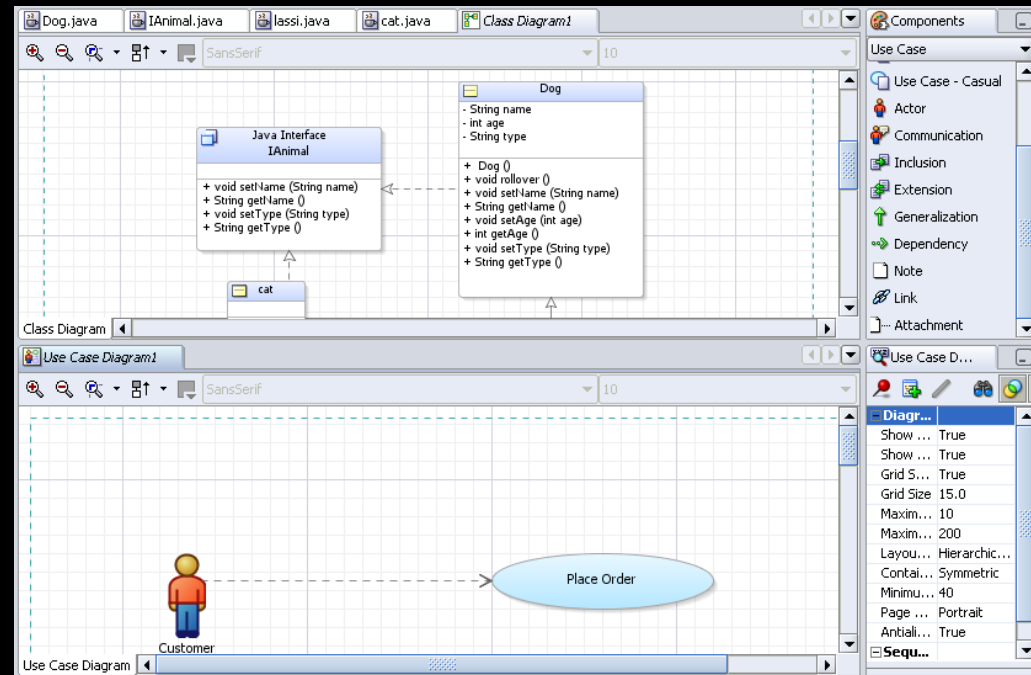 Dog.java IAnimal.java lassi.java cat.java Class Diagram1
SansSerif 10
Java Interface
IAnimal
+ void setName (String name)
+ String getName ()
+ void setType (String type)
+ String getType ()
Dog
- String name
- int age
- String type
+ Dog ()
+ void rollover ()
+ void setName (String name)
+ String getName ()
+ void setAge (int age)
+ int getAge ()
+ void setType (String type)
+ String getType ()
cat
Class Diagram
Components
Use Case
Use Case - Casual
Actor
Communication
Inclusion
Extension
Generalization
Dependency
Note
Link
Attachment
Use Case Diagram1
SansSerif 10
Place Order
Customer
Use Case Diagram
Use Case D...
Diagr...
Show ... True
Show ... True
Grid S... True
Grid Size 15.0
Maxim... 10
Maxim... 200
Layou... Hierarchic...
Contai... Symmetric
Minimu... 40
Page ... Portrait
Antiali... True
Sequ...